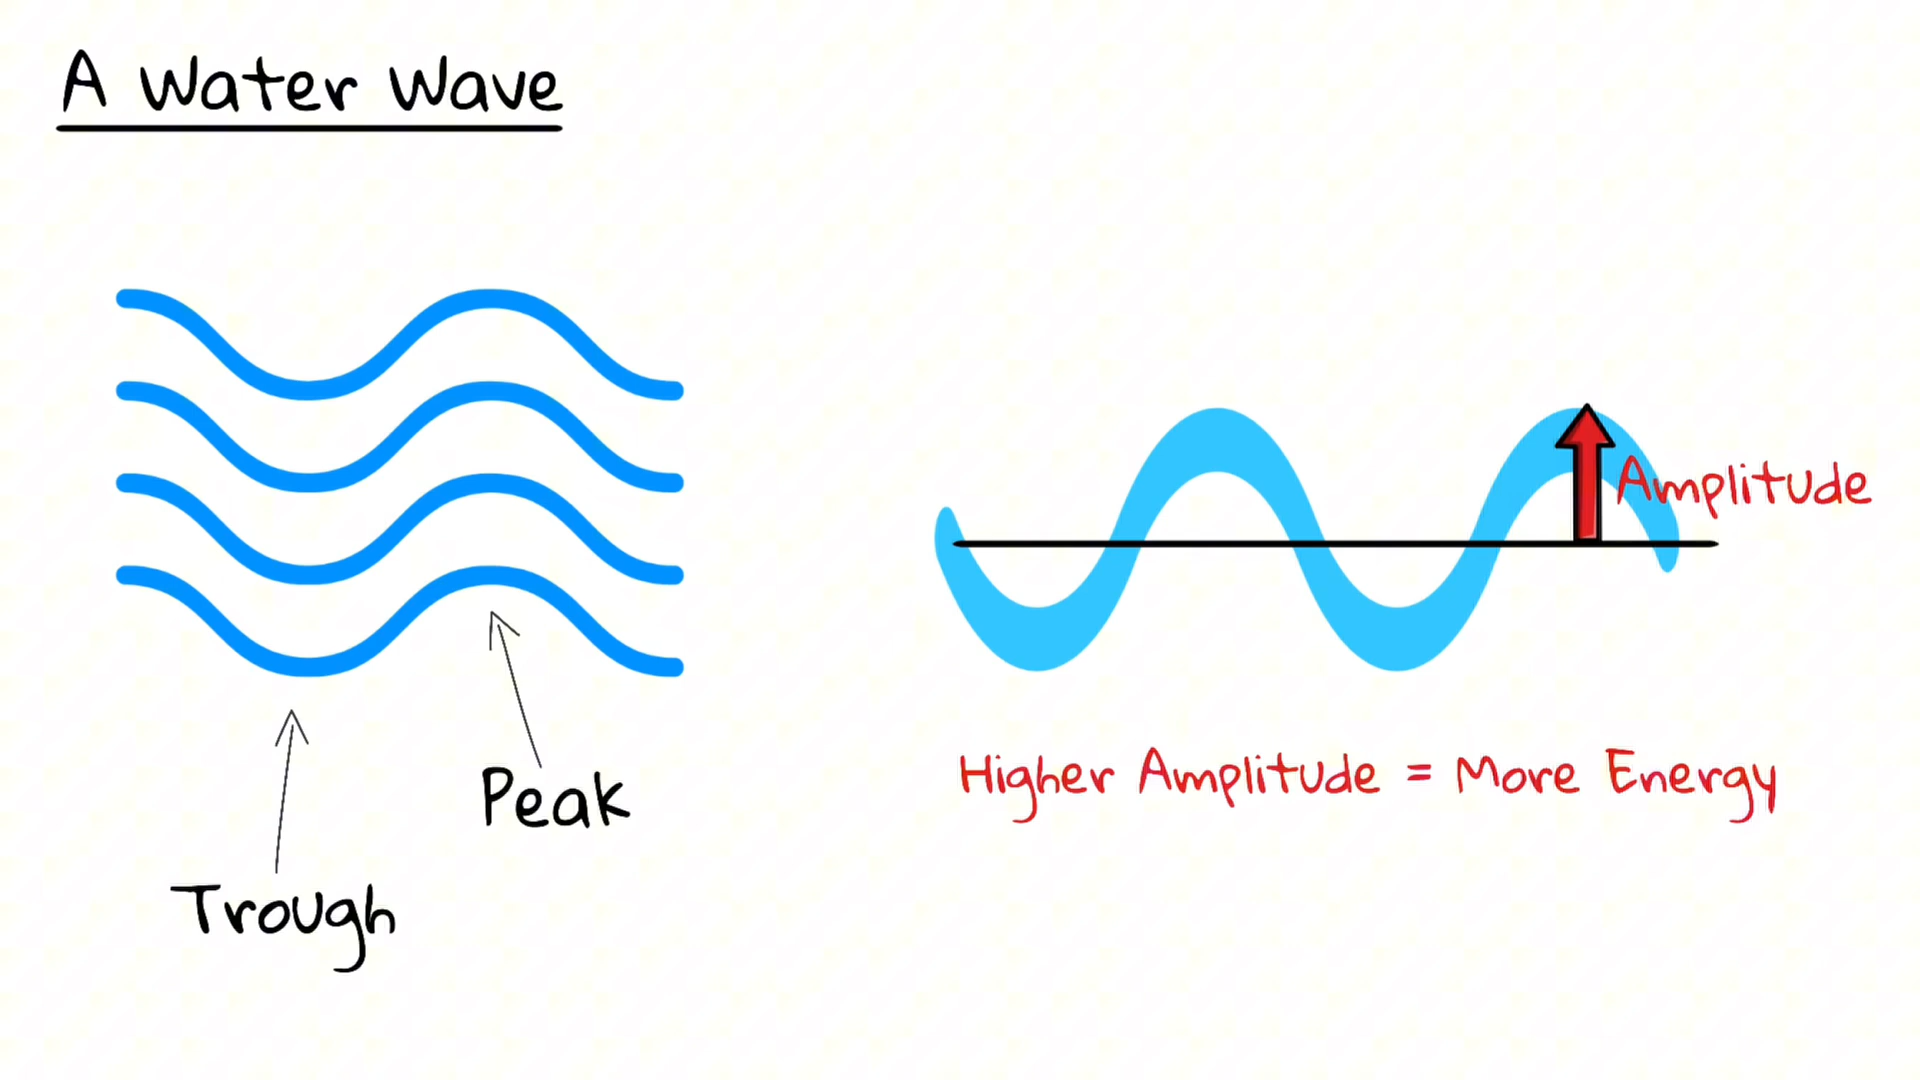 A Water Wave
Amplitude
Higher Amplitude = More Energy
Peak
Trough